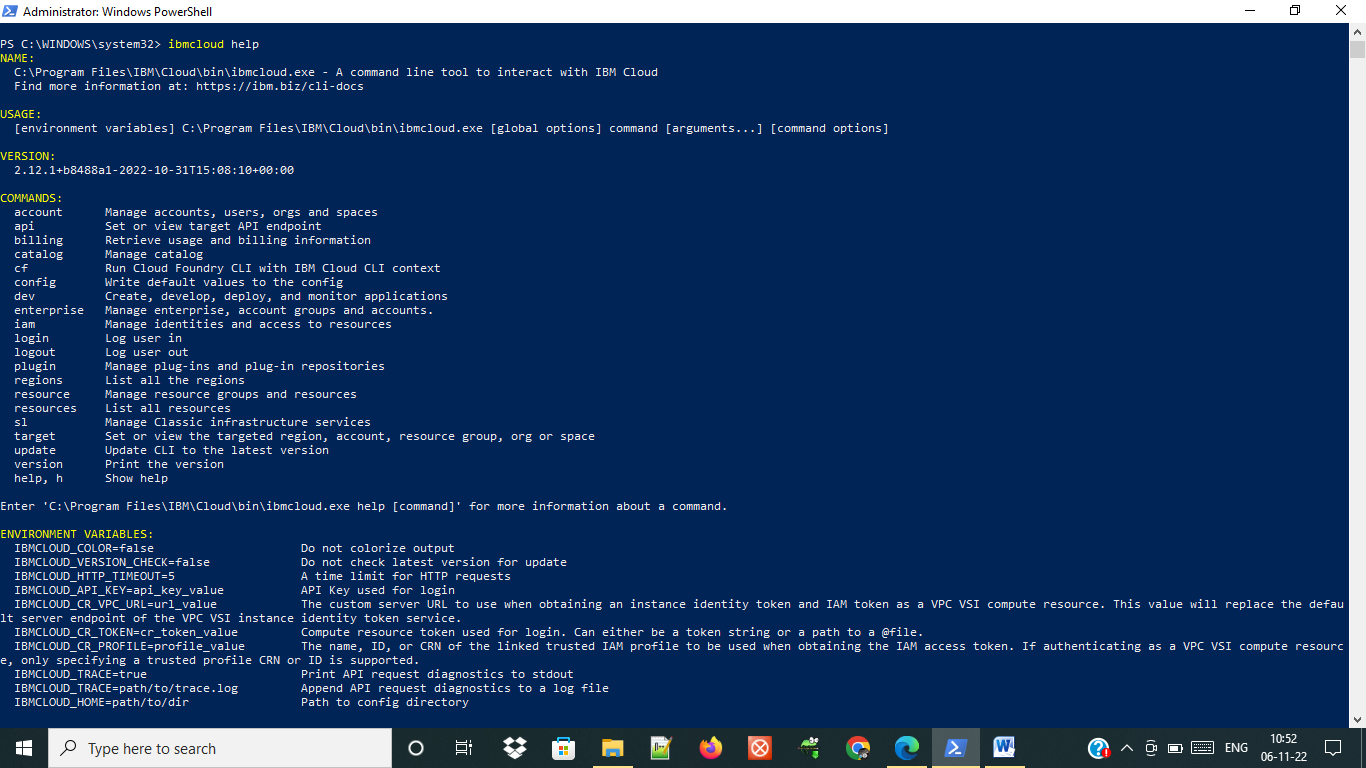 Administrator: Windows PowerShell
PS C:\WINDOWS\system32> ibmcloud help
NAME:
  C:\Program Files\IBM\Cloud\bin\ibmcloud.exe - A command line tool to interact with IBM Cloud
  Find more information at: https://ibm.biz/cli-docs
USAGE:
  [environment variables] C:\Program Files\IBM\Cloud\bin\ibmcloud.exe [global options] command [arguments...] [command options]
VERSION:
  2.12.1+b8488a1-2022-10-31T15:08:10+00:00
COMMANDS:
  account      Manage accounts, users, orgs and spaces
  api          Set or view target API endpoint
  billing      Retrieve usage and billing information
  catalog      Manage catalog
  cf           Run Cloud Foundry CLI with IBM Cloud CLI context
  config       Write default values to the config
  dev          Create, develop, deploy, and monitor applications
  enterprise   Manage enterprise, account groups and accounts.
  iam          Manage identities and access to resources
  login        Log user in
  logout       Log user out
  plugin       Manage plug-ins and plug-in repositories
  regions      List all the regions
  resource     Manage resource groups and resources
  resources    List all resources
  sl           Manage Classic infrastructure services
  target       Set or view the targeted region, account, resource group, org or space
  update       Update CLI to the latest version
  version      Print the version
  help, h      Show help
Enter 'C:\Program Files\IBM\Cloud\bin\ibmcloud.exe help [command]' for more information about a command.
ENVIRONMENT VARIABLES:
  IBMCLOUD_COLOR=false                     Do not colorize output
  IBMCLOUD_VERSION_CHECK=false             Do not check latest version for update
  IBMCLOUD_HTTP_TIMEOUT=5                  A time limit for HTTP requests
  IBMCLOUD_API_KEY=api_key_value           API Key used for login
  IBMCLOUD_CR_VPC_URL=url_value            The custom server URL to use when obtaining an instance identity token and IAM token as a VPC VSI compute resource. This value will replace the defau
lt server endpoint of the VPC VSI instance identity token service.
  IBMCLOUD_CR_TOKEN=cr_token_value         Compute resource token used for login. Can either be a token string or a path to a @file.
  IBMCLOUD_CR_PROFILE=profile_value        The name, ID, or CRN of the linked trusted IAM profile to be used when obtaining the IAM access token. If authenticating as a VPC VSI compute resourc
e, only specifying a trusted profile CRN or ID is supported.
  IBMCLOUD_TRACE=true                      Print API request diagnostics to stdout
  IBMCLOUD_TRACE=path/to/trace.log         Append API request diagnostics to a log file
  IBMCLOUD_HOME=path/to/dir                Path to config directory
Type here to search
ENG
10:52
06-11-22